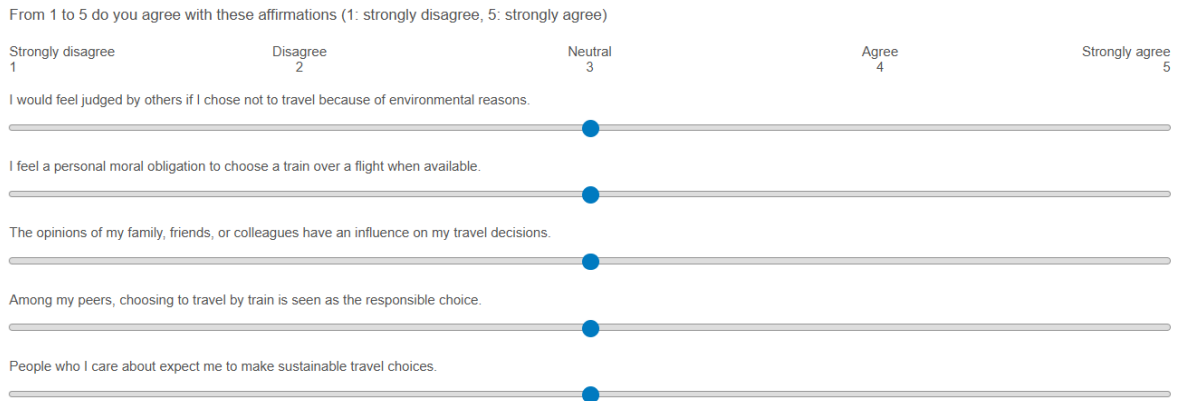 From 1 to 5 do you agree with these affirmations (1: strongly disagree, 5: strongly agree)
Strongly disagree Disagree Neutral Agree Strongly agree
1 2 3 4 5
I would feel judged by others if I chose not to travel because of environmental reasons.
I feel a personal moral obligation to choose a train over a flight when available.
The opinions of my family, friends, or colleagues have an influence on my travel decisions.
Among my peers, choosing to travel by train is seen as the responsible choice.
People who I care about expect me to make sustainable travel choices.